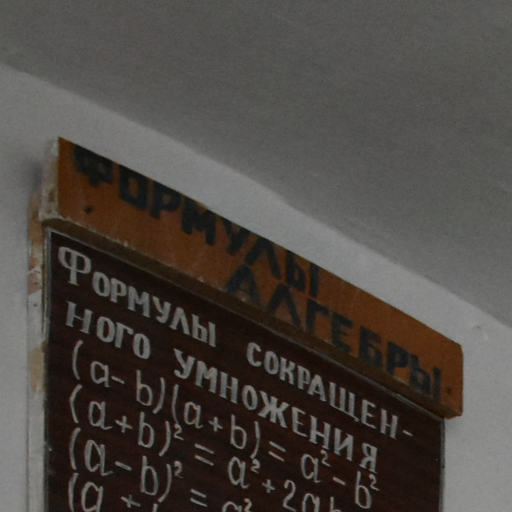 ФОРМУЛЫ
АЛГЕБРЫ
ФОРМУЛЫ СОКРАЩЕН-
НОГО УМНОЖЕНИЯ
(a-b)(a+b)=a²-b²
(a+b)²=a²+2ab
(a-b)²=a²
(a+b